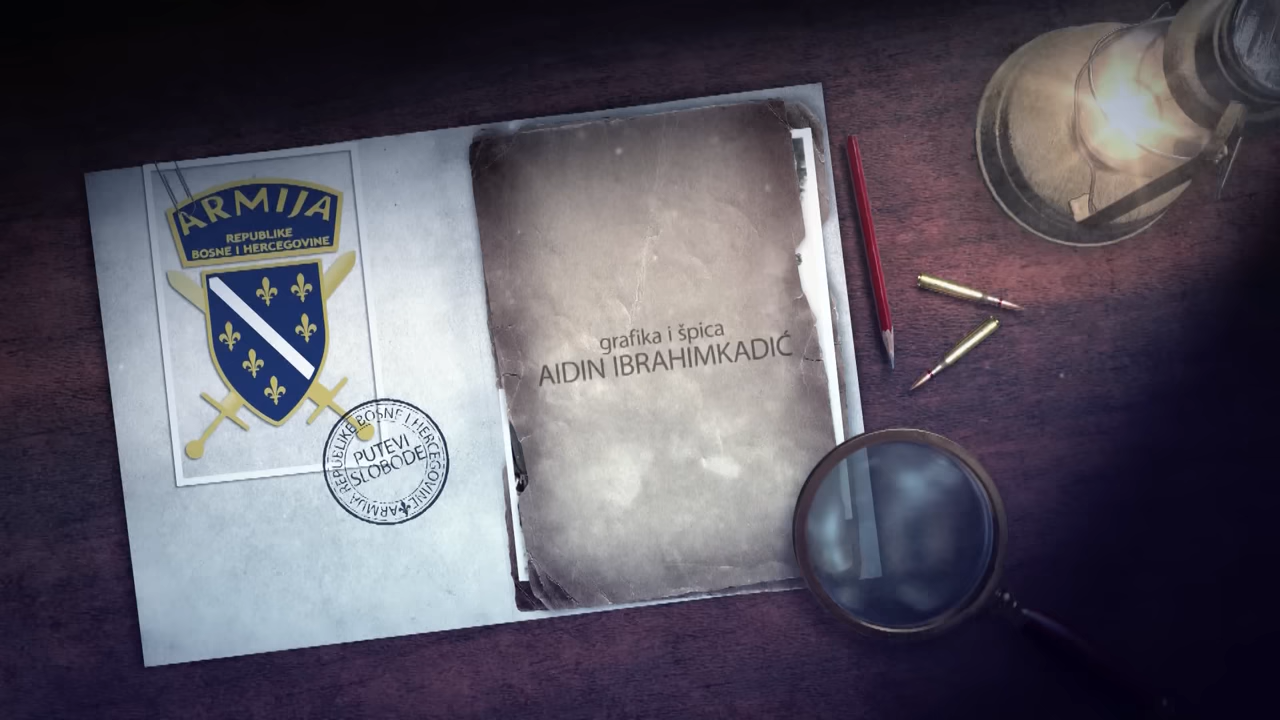 ARMIJA
REPUBLIKE
BOSNE I HERCEGOVINE
ARMIJA REPUBLIKE BOSNE I HERCEGOVINE
PUTEVI
SLOBODE
grafika i špica
AIDIN IBRAHIMKADIĆ